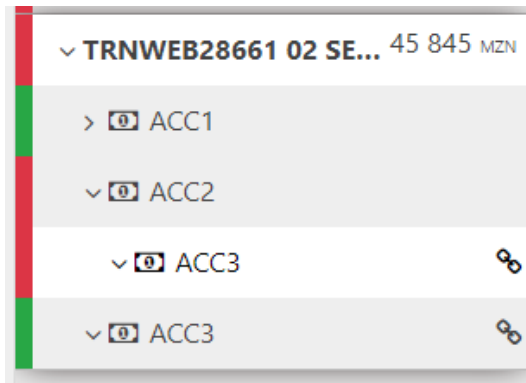 TRNWEB28661 02 SE... 45 845 MZN
ACC1
ACC2
ACC3
ACC3